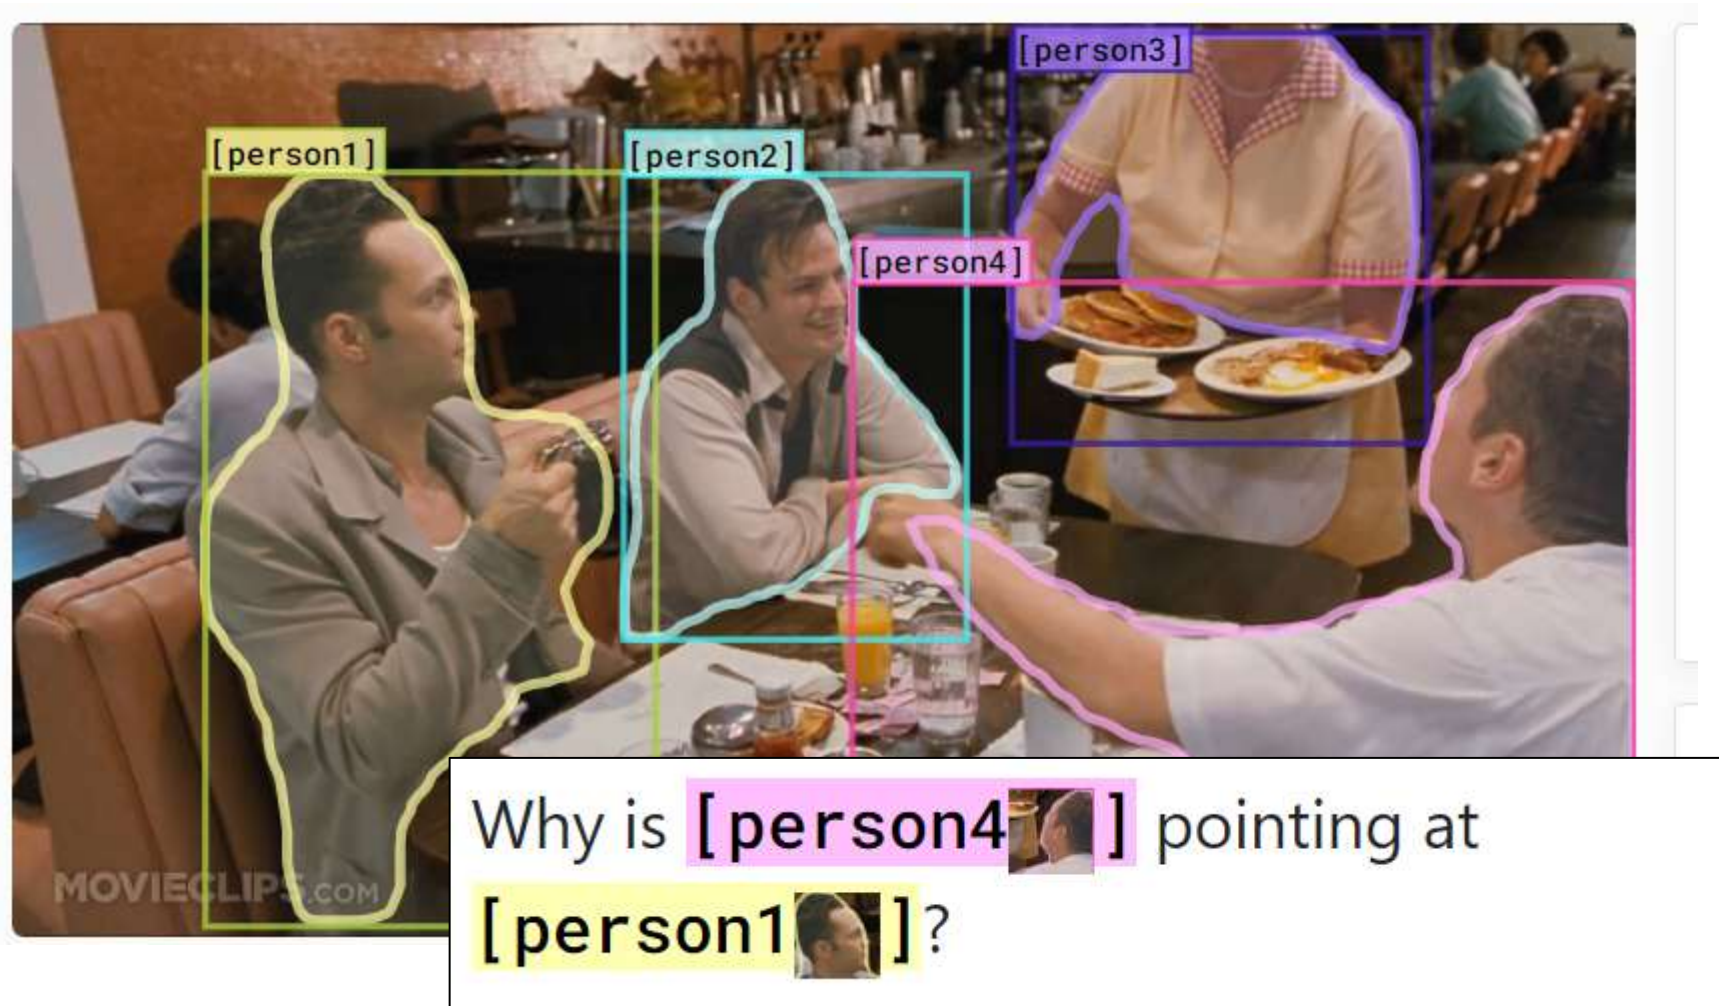 [person3]
[person1]
[person2]
[person4]
MOVIECLIPS.COM
Why is [person4] pointing at
[person1]?